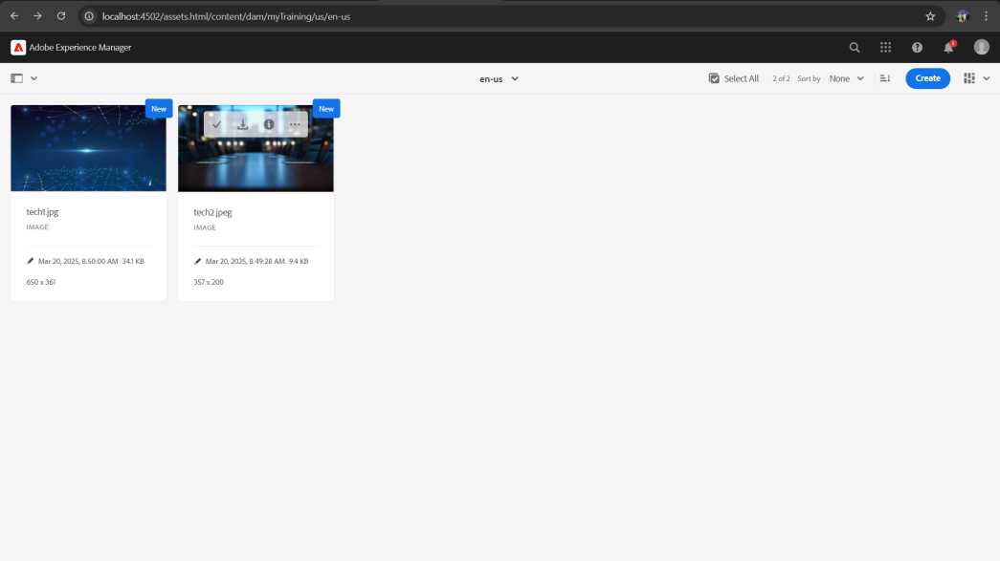 localhost:4502/assets.html/content/dam/myTraining/us/en-us
Adobe Experience Manager
1
en-us
Select All
2 of 2
Sort by
None
Create
New
tech1.jpg
IMAGE
Mar 20, 2025, 8:50:00 AM 34.1 KB
650 x 361
New
tech2.jpeg
IMAGE
Mar 20, 2025, 8:49:28 AM 9.4 KB
357 x 200